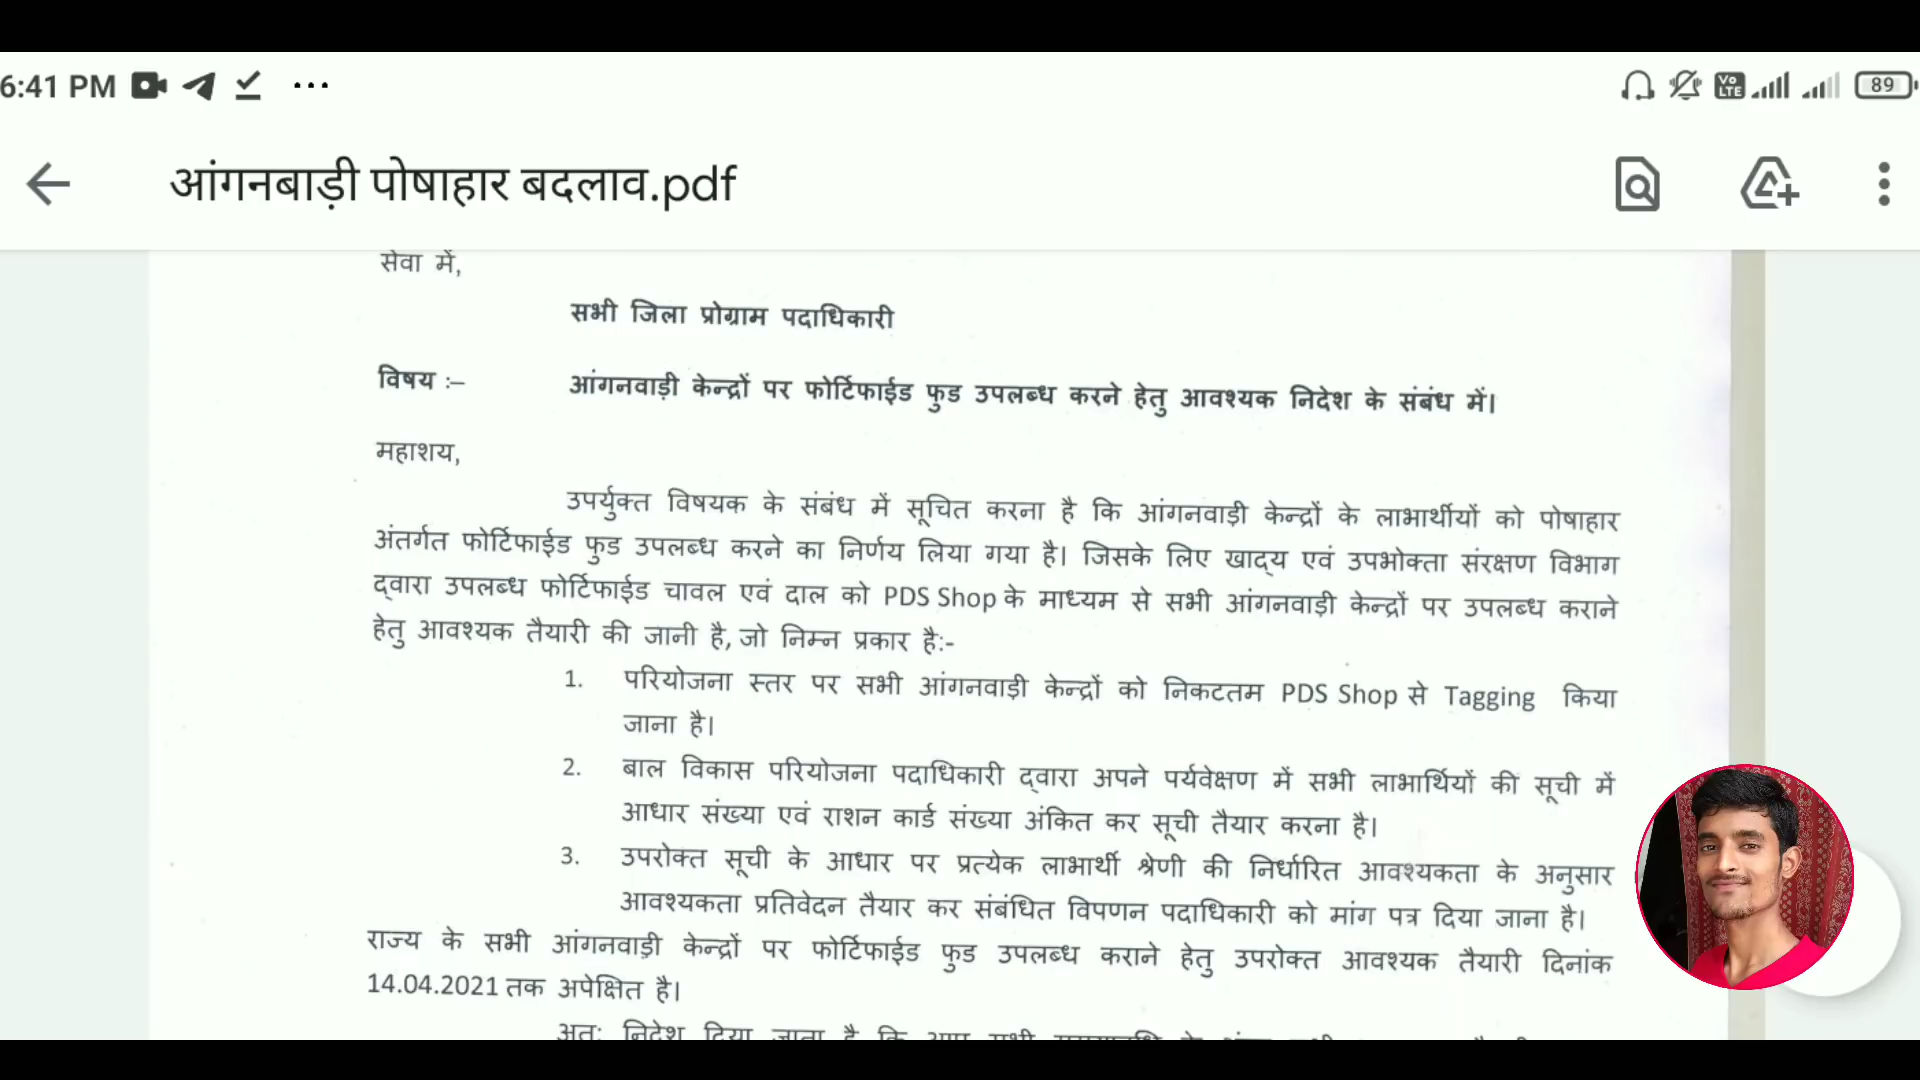 6:41 PM
Vo LTE
89
आंगनबाड़ी पोषाहार बदलाव.pdf
सेवा में,
सभी जिला प्रोग्राम पदाधिकारी
विषय :– आंगनवाड़ी केन्द्रों पर फोर्टिफाईड फुड उपलब्ध करने हेतु आवश्यक निदेश के संबंध में।
महाशय,
उपर्युक्त विषयक के संबंध में सूचित करना है कि आंगनवाड़ी केन्द्रों के लाभार्थीयों को पोषाहार
अंतर्गत फोर्टिफाईड फुड उपलब्ध करने का निर्णय लिया गया है। जिसके लिए खाद्य एवं उपभोक्ता संरक्षण विभाग
द्वारा उपलब्ध फोर्टिफाईड चावल एवं दाल को PDS Shop के माध्यम से सभी आंगनवाड़ी केन्द्रों पर उपलब्ध कराने
हेतु आवश्यक तैयारी की जानी है, जो निम्न प्रकार है:-
1. परियोजना स्तर पर सभी आंगनवाड़ी केन्द्रों को निकटतम PDS Shop से Tagging किया
जाना है।
2. बाल विकास परियोजना पदाधिकारी द्वारा अपने पर्यवेक्षण में सभी लाभार्थियों की सूची में
आधार संख्या एवं राशन कार्ड संख्या अंकित कर सूची तैयार करना है।
3. उपरोक्त सूची के आधार पर प्रत्येक लाभार्थी श्रेणी की निर्धारित आवश्यकता के अनुसार
आवश्यकता प्रतिवेदन तैयार कर संबंधित विपणन पदाधिकारी को मांग पत्र दिया जाना है।
राज्य के सभी आंगनवाड़ी केन्द्रों पर फोर्टिफाईड फुड उपलब्ध कराने हेतु उपरोक्त आवश्यक तैयारी दिनांक
14.04.2021 तक अपेक्षित है।
अतः निदेश दिया जाता है कि आप सभी